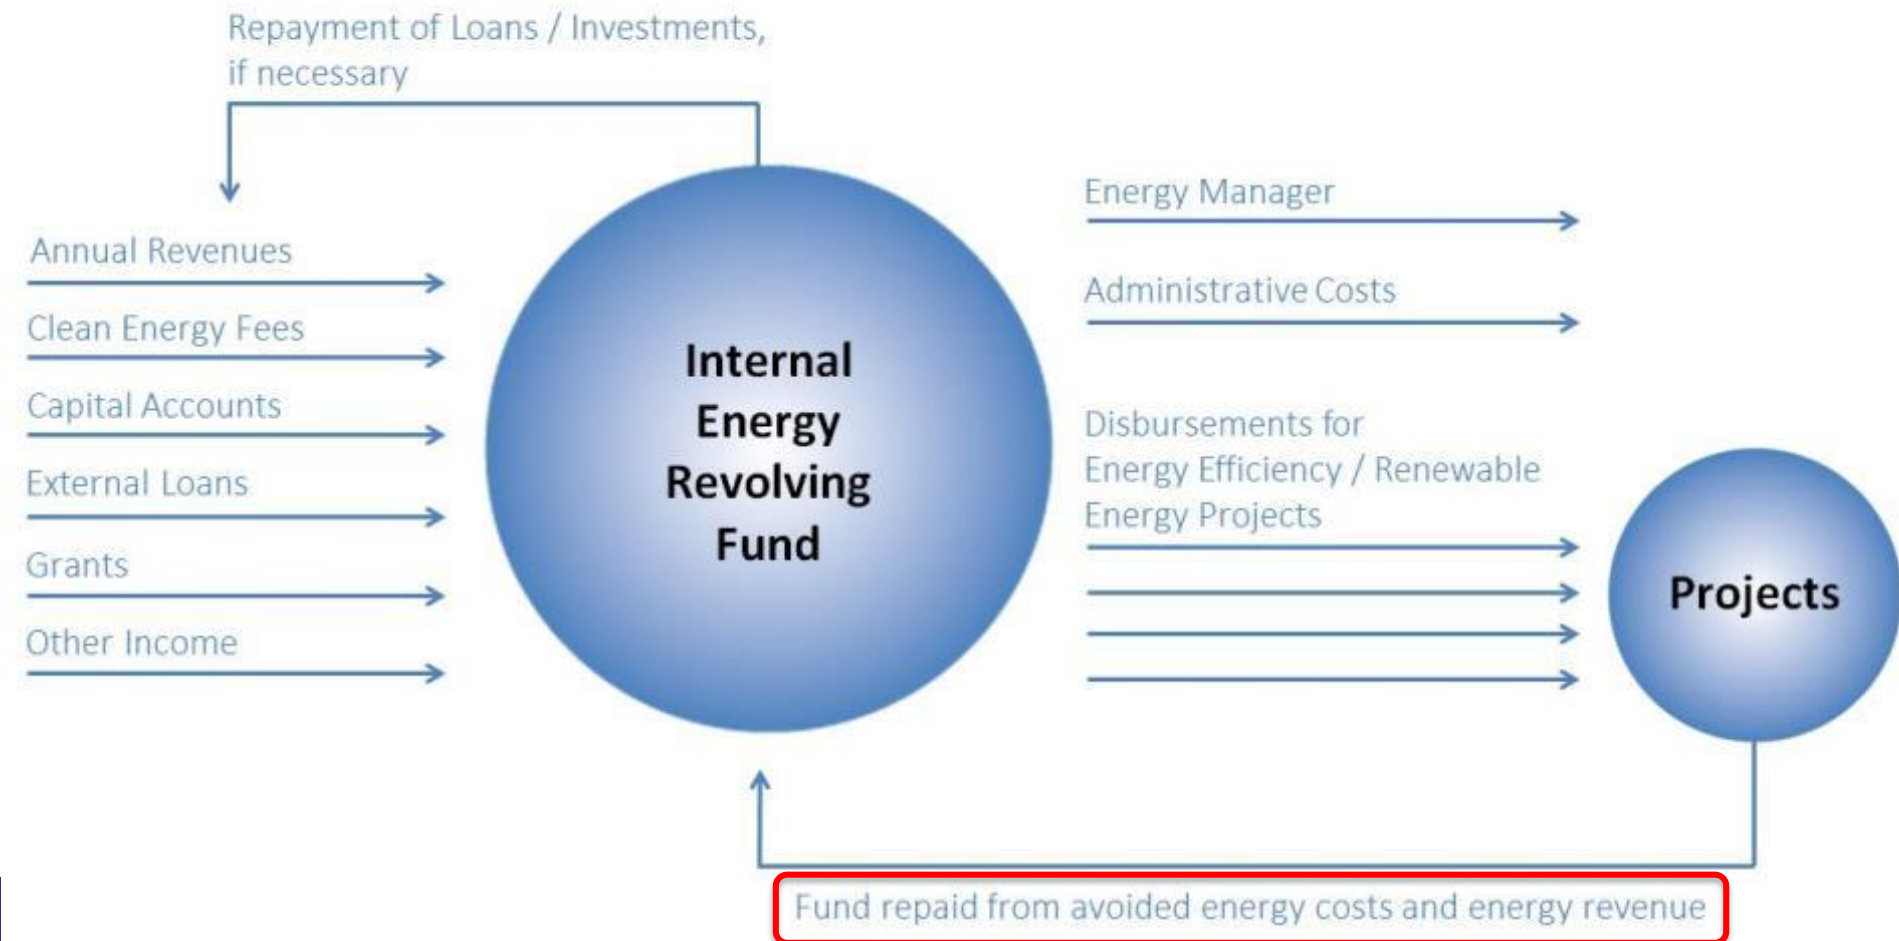 Repayment of Loans / Investments,
if necessary
Annual Revenues
Clean Energy Fees
Capital Accounts
External Loans
Grants
Other Income
Internal
Energy
Revolving
Fund
Energy Manager
Administrative Costs
Disbursements for
Energy Efficiency / Renewable
Energy Projects
Projects
Fund repaid from avoided energy costs and energy revenue